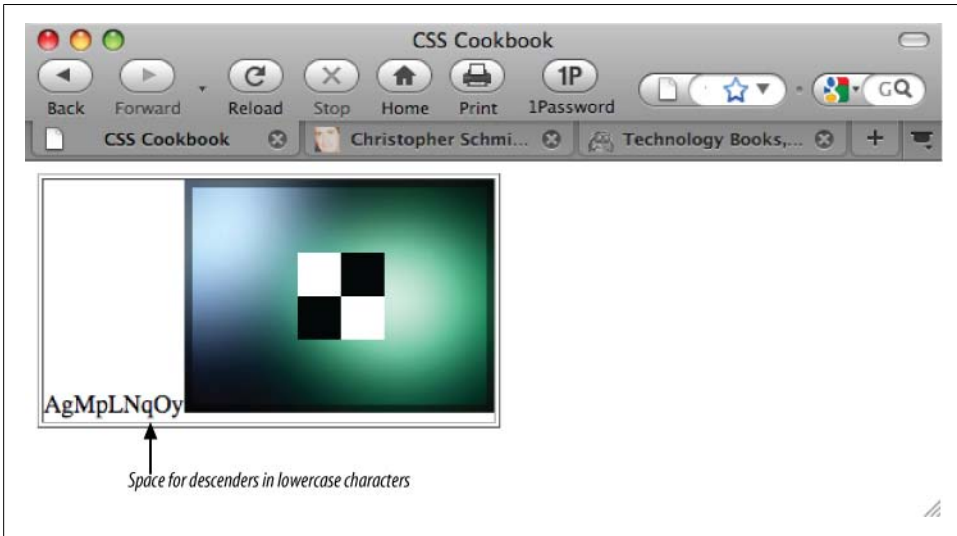 CSS Cookbook
1P
G
Back Forward Reload Stop Home Print 1Password
CSS Cookbook Christopher Schmi... Technology Books,... +
AgMpLNqOy
Space for descenders in lowercase characters